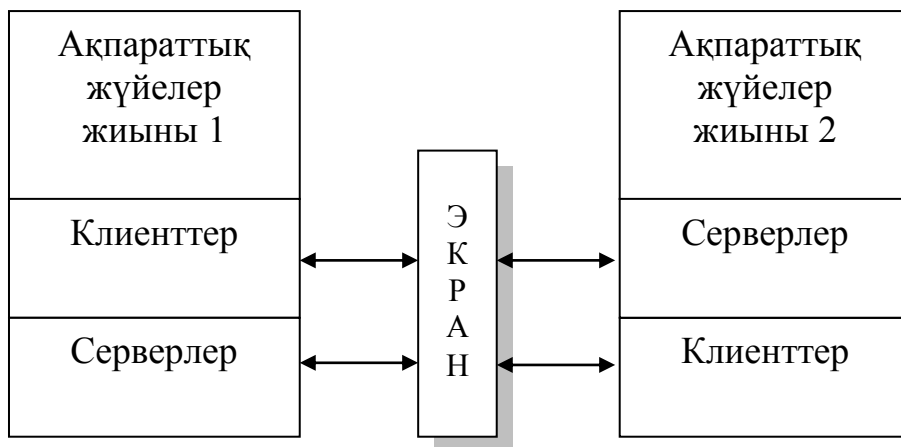 Ақпараттық
жүйелер
жиыны 1
Клиенттер
Серверлер
Э
К
Р
А
Н
Ақпараттық
жүйелер
жиыны 2
Серверлер
Клиенттер